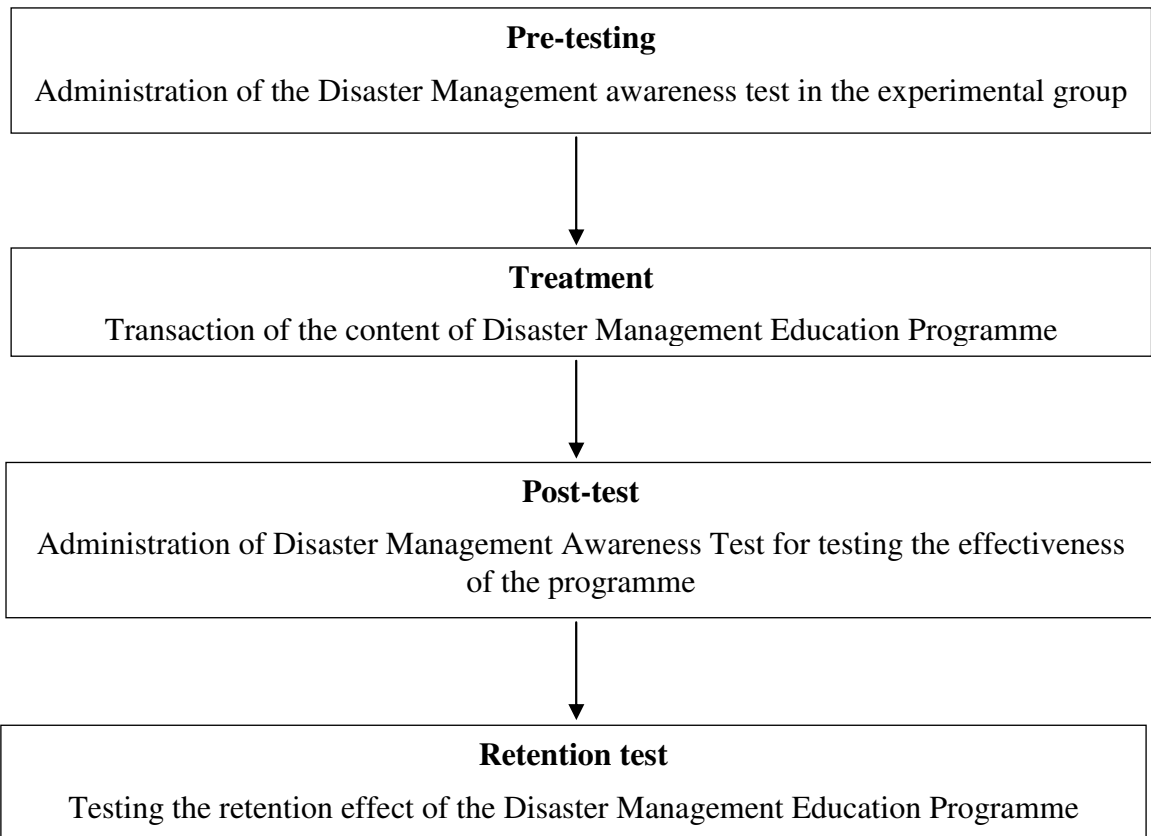 Pre-testing
Administration of the Disaster Management awareness test in the experimental group
Treatment
Transaction of the content of Disaster Management Education Programme
Post-test
Administration of Disaster Management Awareness Test for testing the effectiveness
of the programme
Retention test
Testing the retention effect of the Disaster Management Education Programme